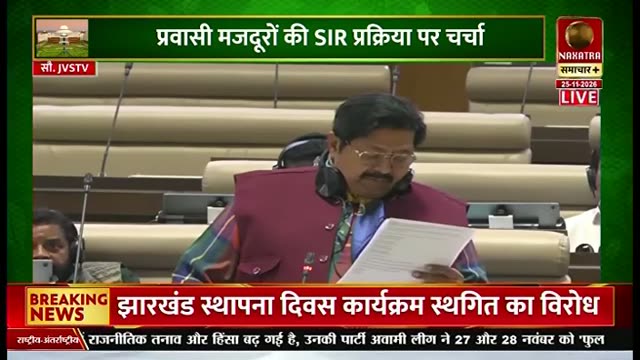 प्रवासी मजदूरों की SIR प्रक्रिया पर चर्चा
NAXATRA
समाचार +
25-11-2026
LIVE
सौ. JVSTV
BREAKING NEWS
झारखंड स्थापना दिवस कार्यक्रम स्थगित का विरोध
राष्ट्रीय-अंतर्राष्ट्रीय
राजनीतिक तनाव और हिंसा बढ़ गई है, उनकी पार्टी अवामी लीग ने 27 और 28 नवंबर को 'फुल